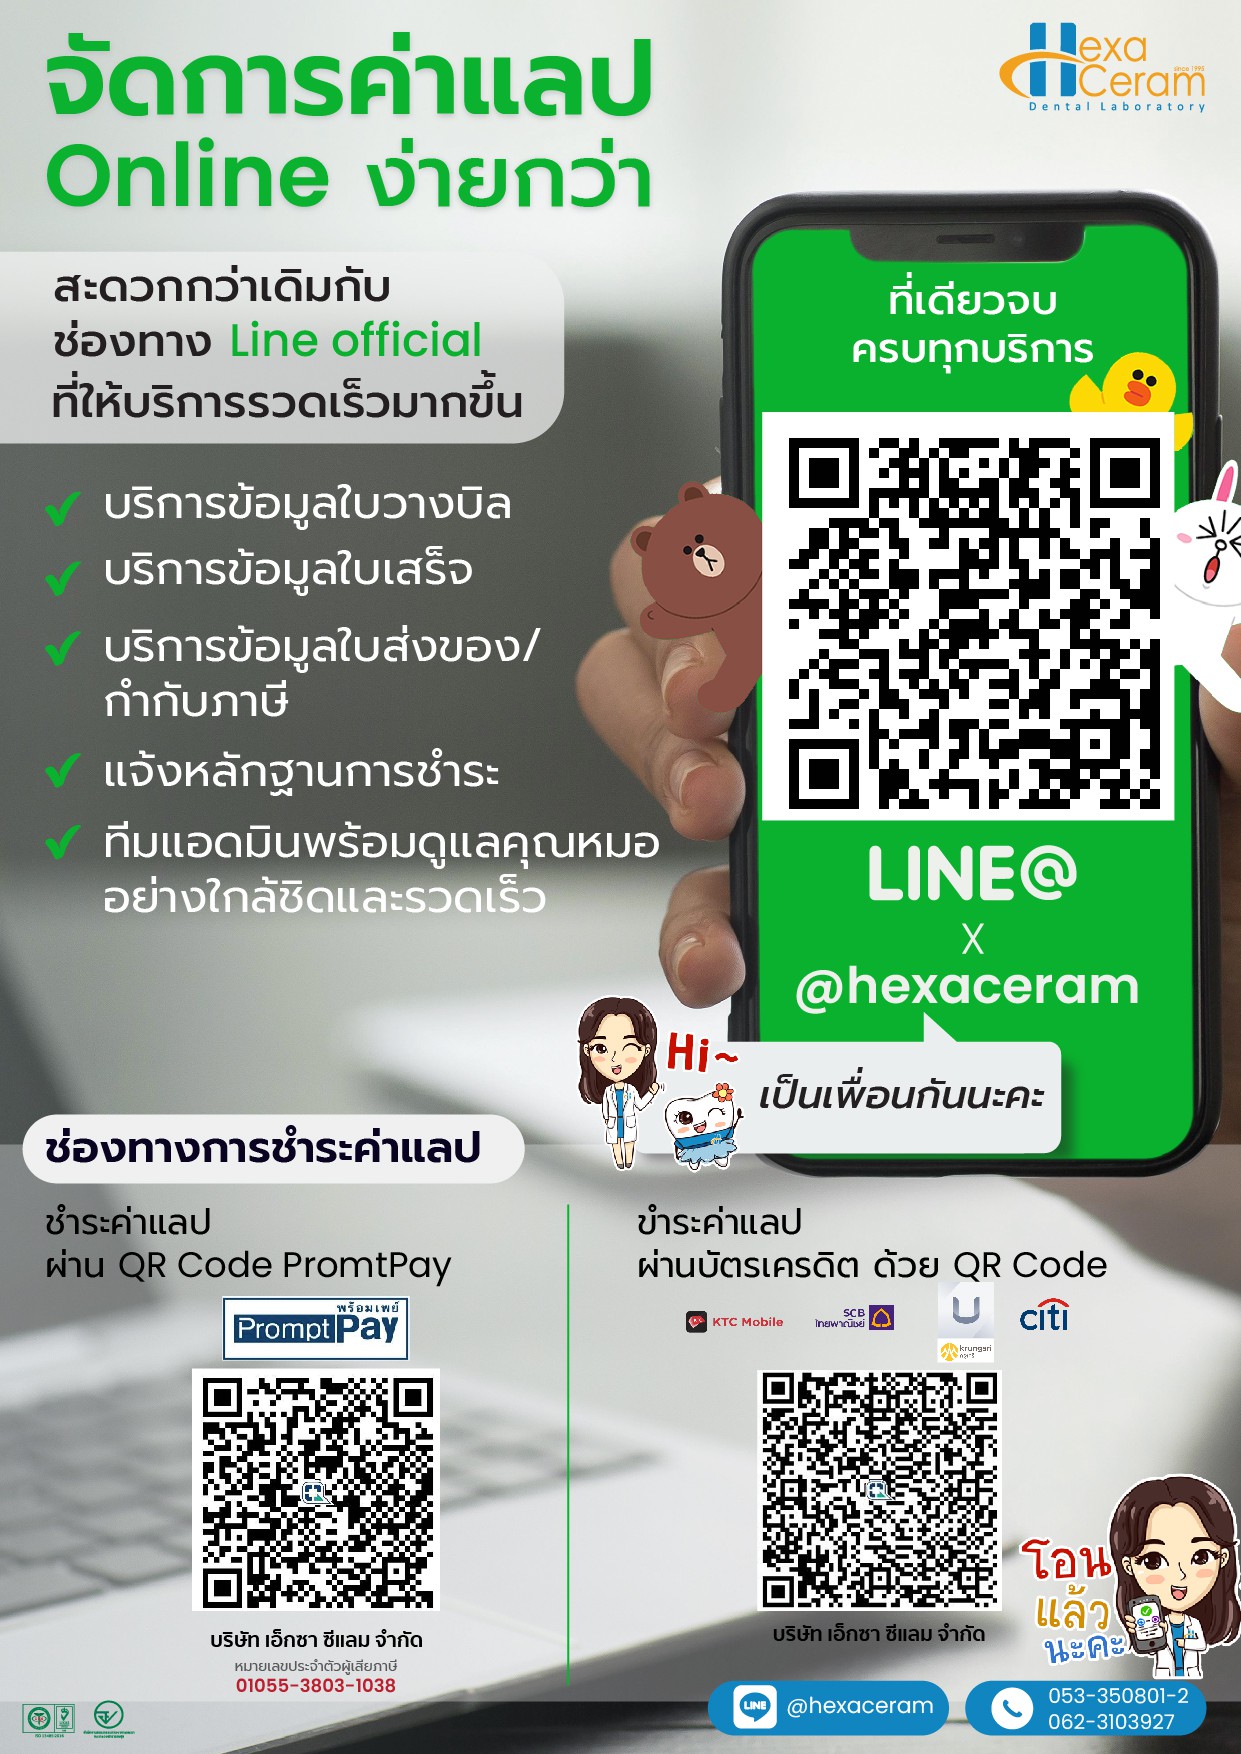 จัดการค่าแลป
Online ง่ายกว่า
Hexa
Ceram
since 1995
Dental Laboratory
สะดวกกว่าเดิมกับ
ช่องทาง Line official
ที่ให้บริการรวดเร็วมากขึ้น
บริการข้อมูลใบวางบิล
บริการข้อมูลใบเสร็จ
บริการข้อมูลใบส่งของ/
กำกับภาษี
แจ้งหลักฐานการชำระ
ทีมแอดมินพร้อมดูแลคุณหมอ
อย่างใกล้ชิดและรวดเร็ว
ที่เดียวจบ
ครบทุกบริการ
LINE@
X
@hexaceram
Hi~
เป็นเพื่อนกันนะคะ
ช่องทางการชำระค่าแลป
ชำระค่าแลป
ผ่าน QR Code PromtPay
พร้อมเพย์
PromptPay
บริษัท เอ็กซา ซีแลม จำกัด
หมายเลขประจำตัวผู้เสียภาษี
01055-3803-1038
ขำระค่าแลป
ผ่านบัตรเครดิต ด้วย QR Code
KTC Mobile
SCB
ไทยพาณิชย์
U
krungsri
กรุงศรี
citi
บริษัท เอ็กซา ซีแลม จำกัด
โอน
แล้ว
นะคะ
LINE
@hexaceram
053-350801-2
062-3103927